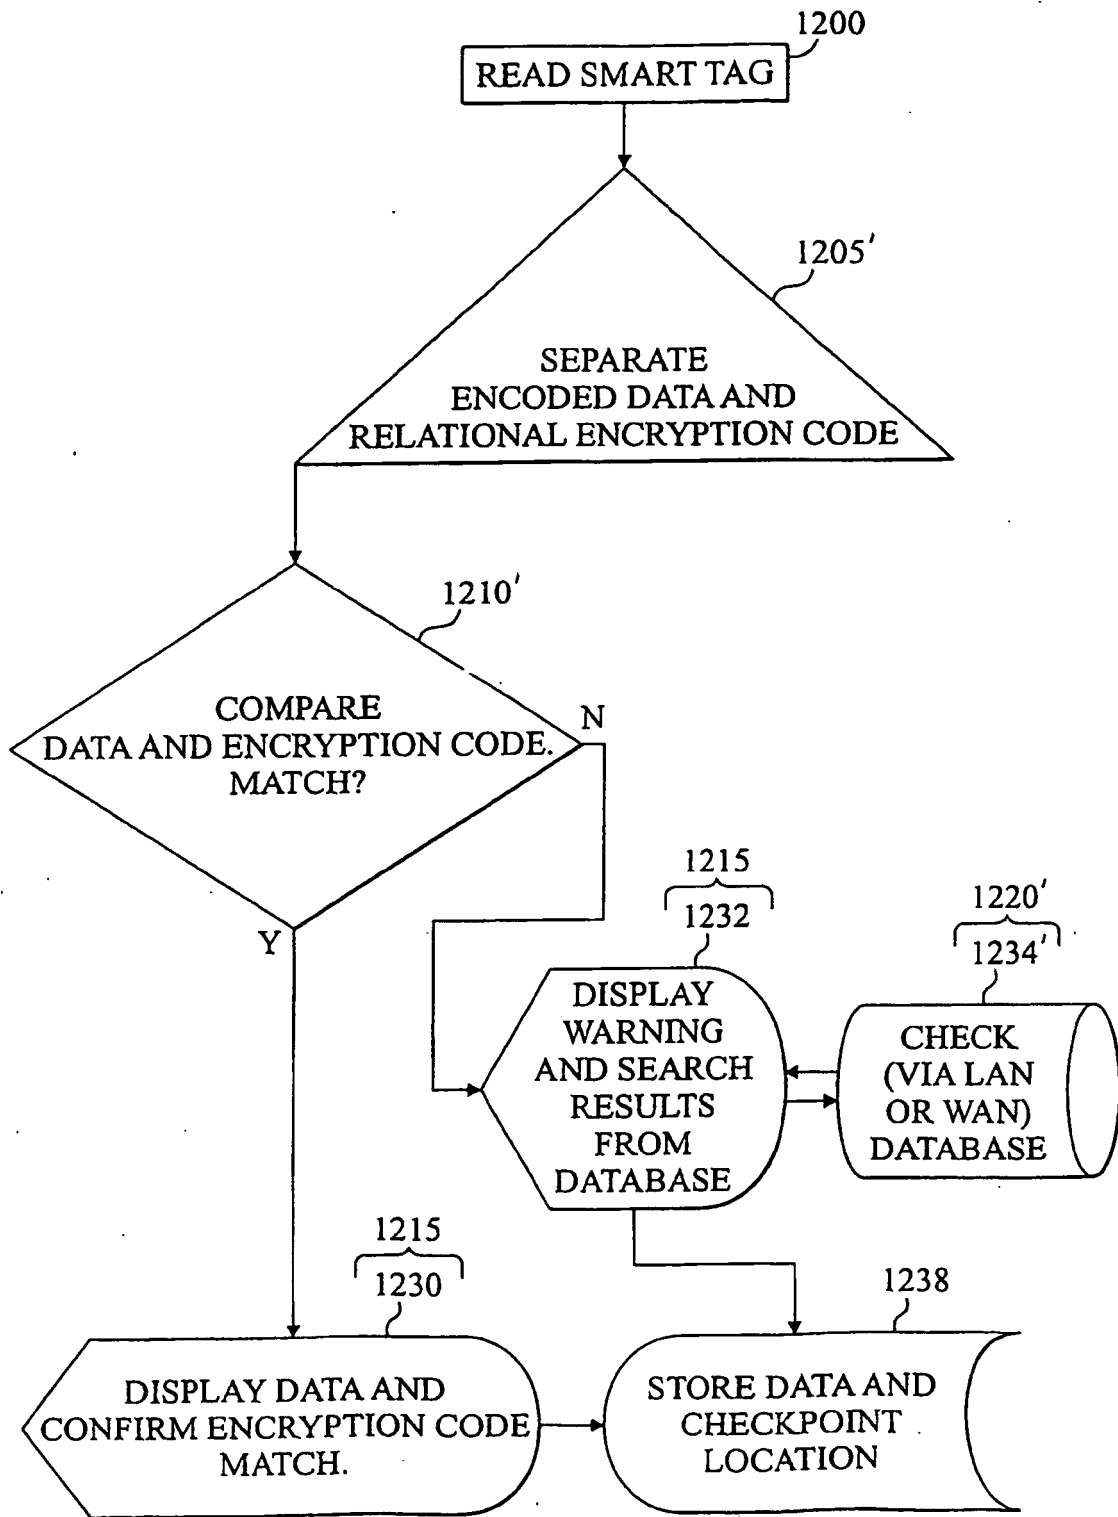 1200
READ SMART TAG
1205'
SEPARATE
ENCODED DATA AND
RELATIONAL ENCRYPTION CODE
1210'
COMPARE
DATA AND ENCRYPTION CODE.
MATCH?
N
Y
1215
1232
DISPLAY
WARNING
AND SEARCH
RESULTS
FROM
DATABASE
1220'
1234'
CHECK
(VIA LAN
OR WAN)
DATABASE
1215
1230
DISPLAY DATA AND
CONFIRM ENCRYPTION CODE
MATCH.
1238
STORE DATA AND
CHECKPOINT
LOCATION